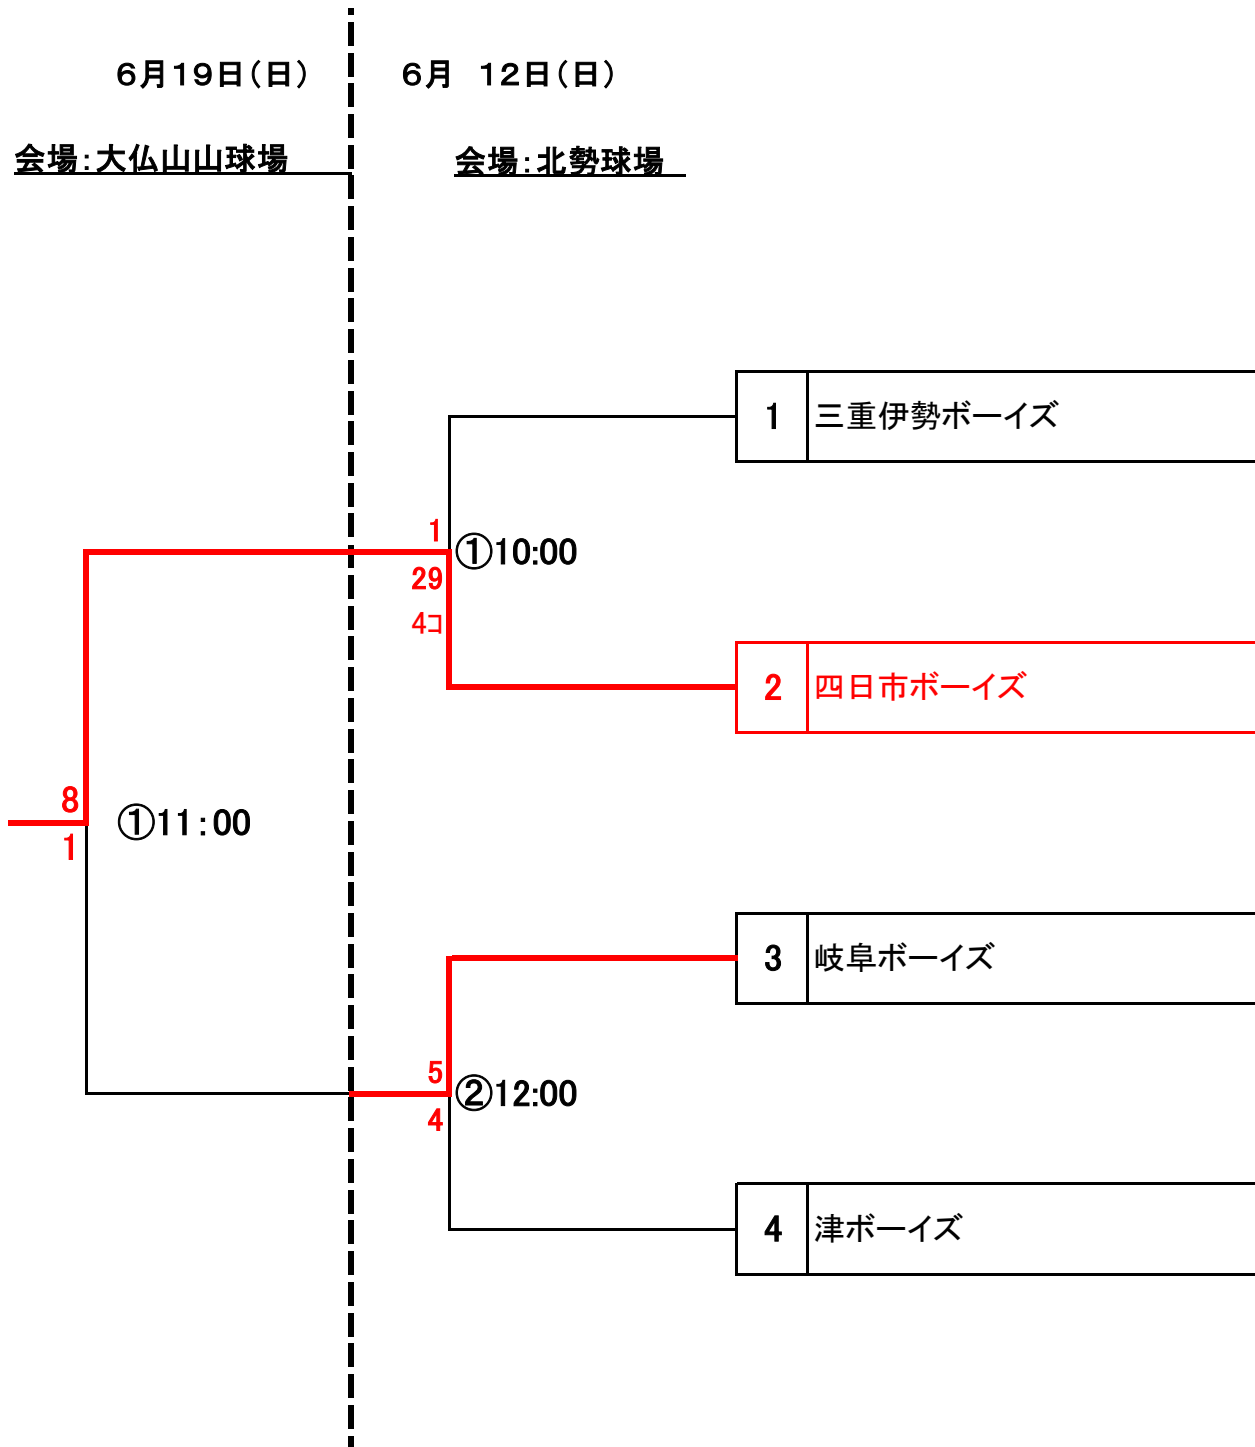 6月19日(日)
6月 12日(日)
会場:大仏山山球場
会場:北勢球場
1 三重伊勢ボーイズ
1
①10:00
29
4コ
2 四日市ボーイズ
8
①11:00
1
3 岐阜ボーイズ
5
②12:00
4
4 津ボーイズ